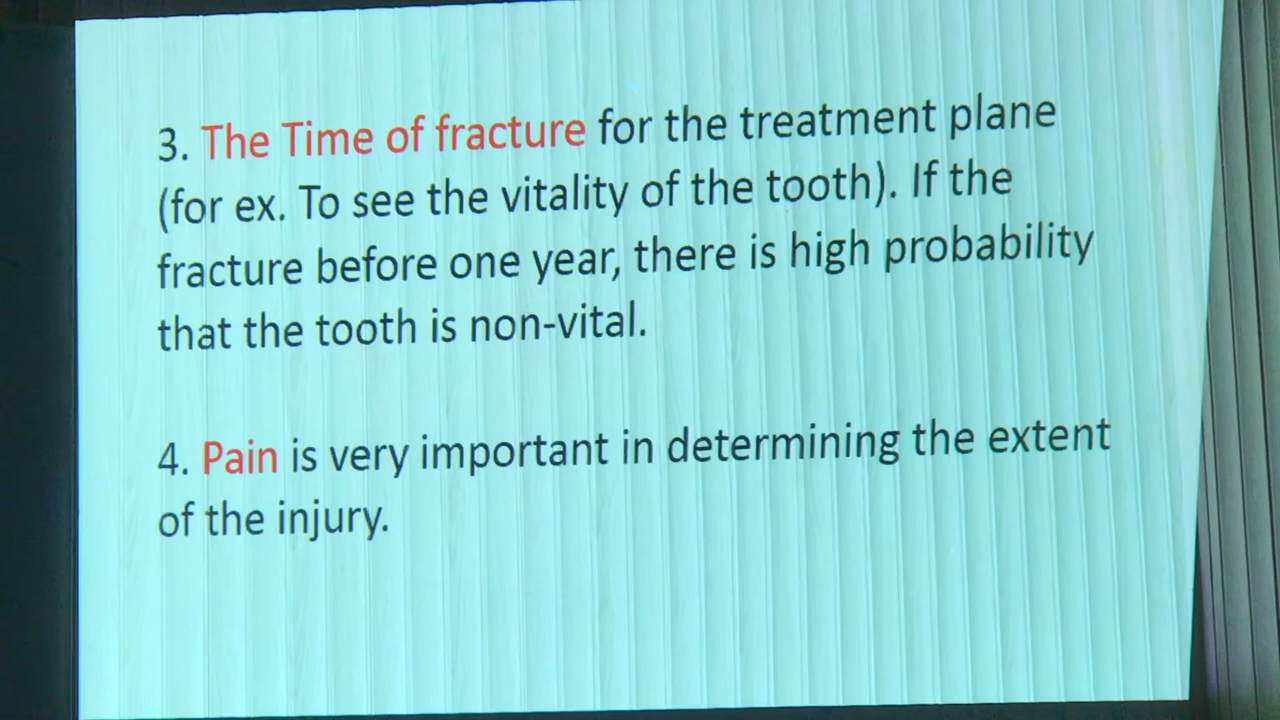 3. The Time of fracture for the treatment plane
(for ex. To see the vitality of the tooth). If the
fracture before one year, there is high probability
that the tooth is non-vital.
4. Pain is very important in determining the extent
of the injury.